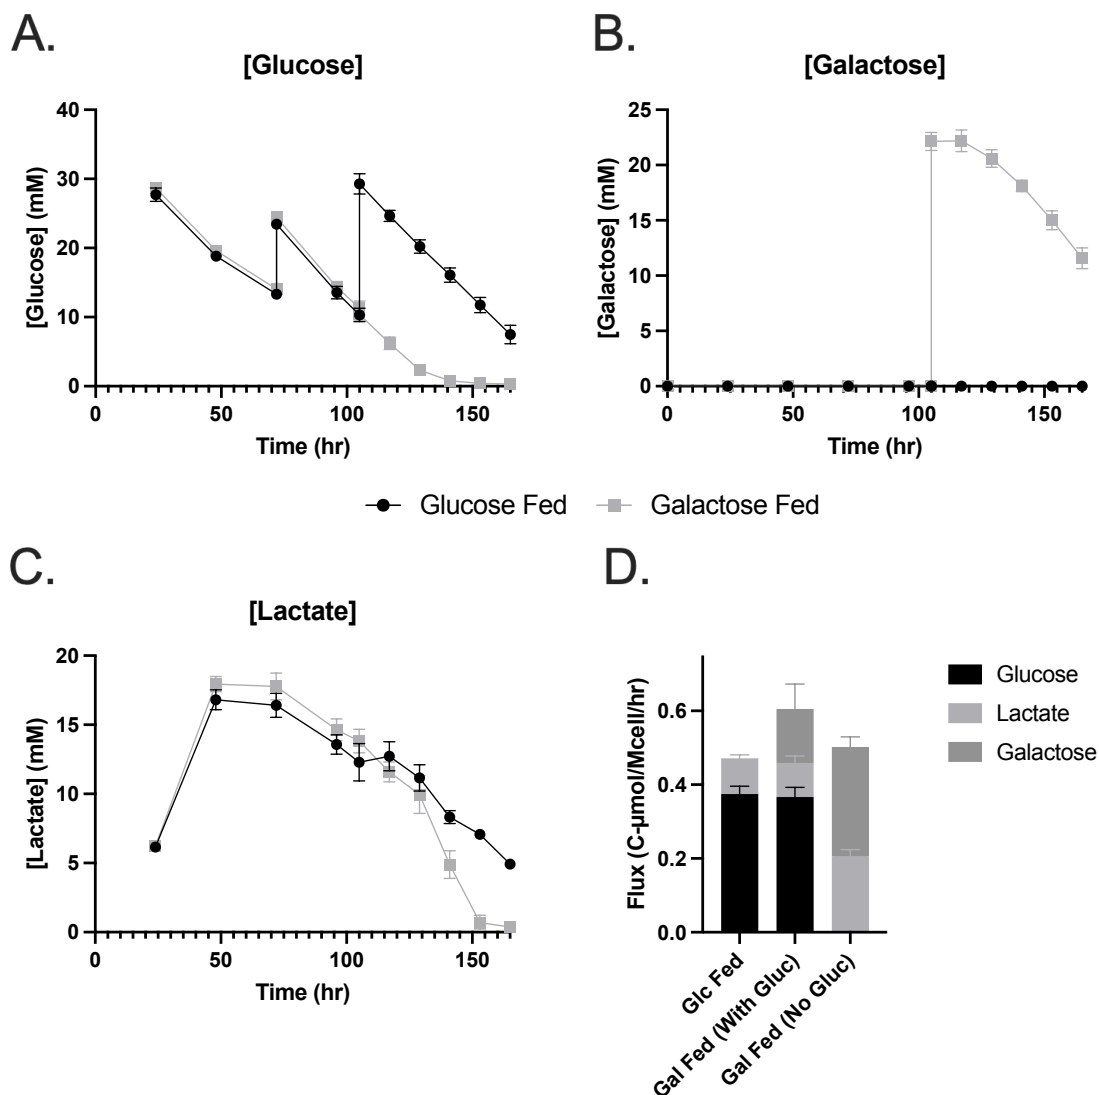 A.
[Glucose]
[Glucose] (mM)
40
30
20
10
0
0 50 100 150
Time (hr)
B.
[Galactose]
[Galactose] (mM)
25
20
15
10
5
0
0 50 100 150
Time (hr)
Glucose Fed Galactose Fed
C.
[Lactate]
[Lactate] (mM)
20
15
10
5
0
0 50 100 150
Time (hr)
D.
Flux (C-μmol/Mcell/hr)
0.6
0.4
0.2
0.0
Glc Fed
Gal Fed (With Gluc)
Gal Fed (No Gluc)
Glucose
Lactate
Galactose